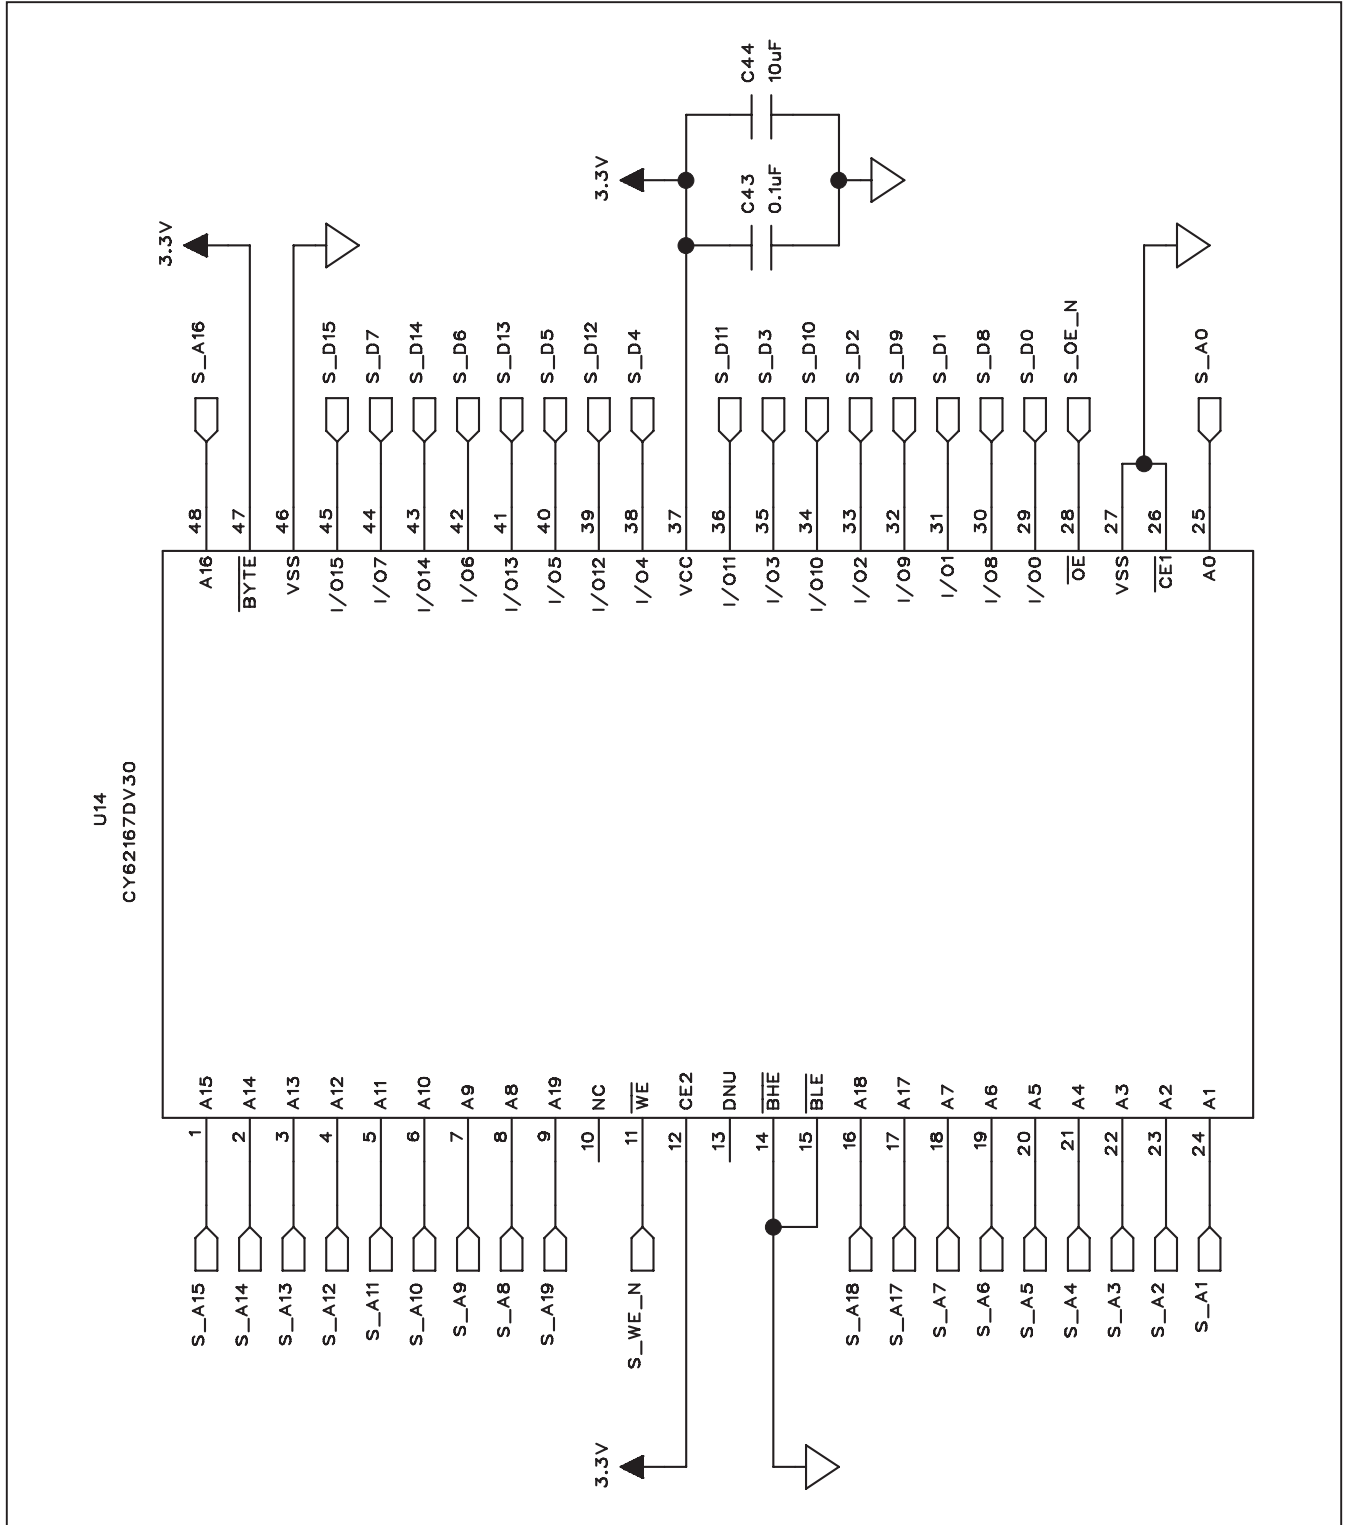 U14
CY62167DV30
S_A15 1 A15
S_A14 2 A14
S_A13 3 A13
S_A12 4 A12
S_A11 5 A11
S_A10 6 A10
S_A9 7 A9
S_A8 8 A8
S_A19 9 A19
10 NC
S_WE_N 11 WE
3.3V 12 CE2
13 DNU
14 BHE
15 BLE
S_A18 16 A18
S_A17 17 A17
S_A7 18 A7
S_A6 19 A6
S_A5 20 A5
S_A4 21 A4
S_A3 22 A3
S_A2 23 A2
S_A1 24 A1
A16 48 S_A16
BYTE 47 3.3V
VSS 46
I/O15 45 S_D15
I/O7 44 S_D7
I/O14 43 S_D14
I/O6 42 S_D6
I/O13 41 S_D13
I/O5 40 S_D5
I/O12 39 S_D12
I/O4 38 S_D4
VCC 37 3.3V
C43
0.1uF
C44
10uF
I/O11 36 S_D11
I/O3 35 S_D3
I/O10 34 S_D10
I/O2 33 S_D2
I/O9 32 S_D9
I/O1 31 S_D1
I/O8 30 S_D8
I/O0 29 S_D0
OE 28 S_OE_N
VSS 27
CE1 26
A0 25 S_A0